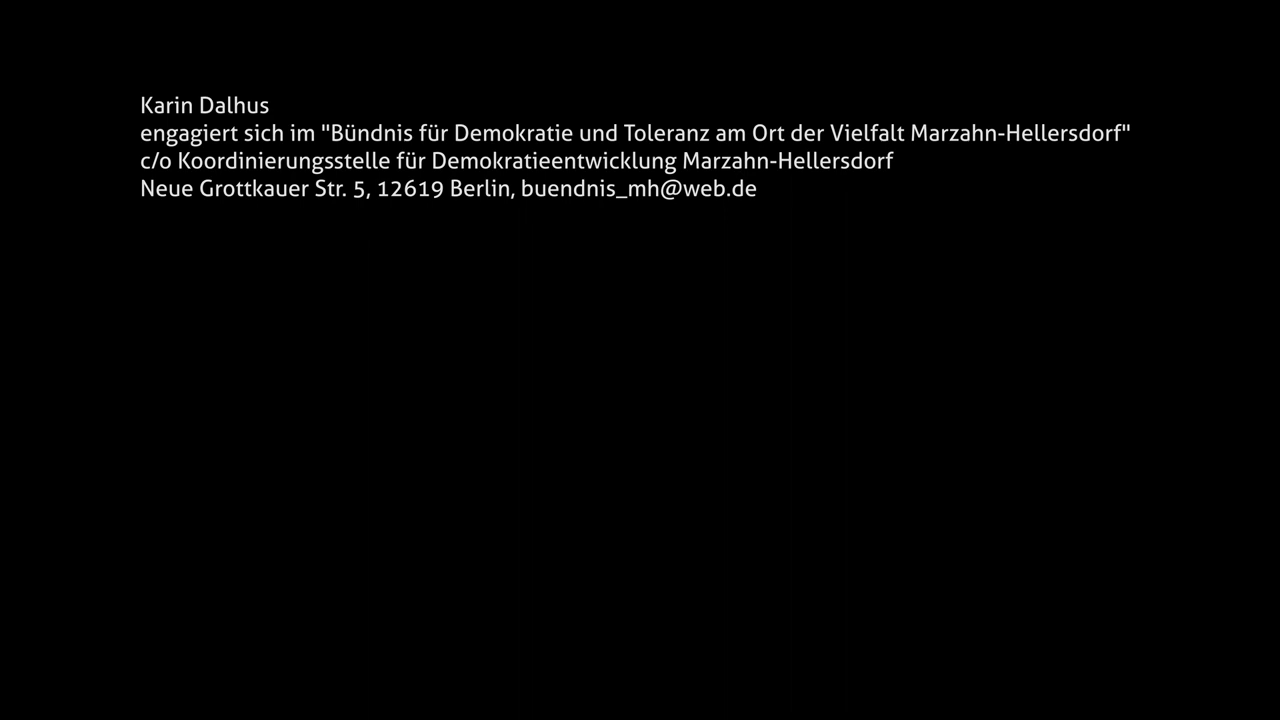 Karin Dalhus
engagiert sich im "Bündnis für Demokratie und Toleranz am Ort der Vielfalt Marzahn-Hellersdorf"
c/o Koordinierungsstelle für Demokratieentwicklung Marzahn-Hellersdorf
Neue Grottkauer Str. 5, 12619 Berlin, buendnis_mh@web.de